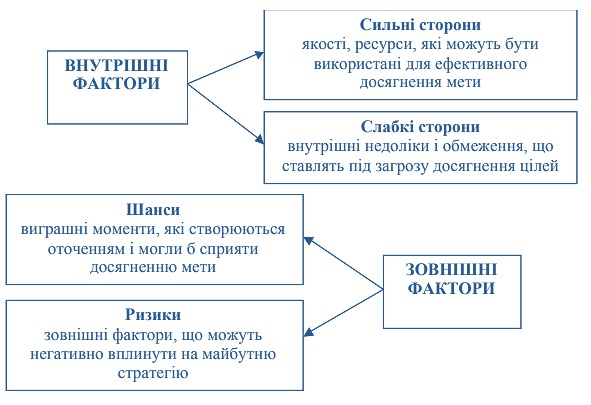 ВНУТРІШНІ
ФАКТОРИ
Сильні сторони
якості, ресурси, які можуть бути
використані для ефективного
досягнення мети
Слабкі сторони
внутрішні недоліки і обмеження, що
ставлять під загрозу досягнення цілей
Шанси
виграшні моменти, які створюються
оточенням і могли б сприяти
досягненню мети
Ризики
зовнішні фактори, що можуть
негативно вплинути на майбутню
стратегію
ЗОВНІШНІ
ФАКТОРИ